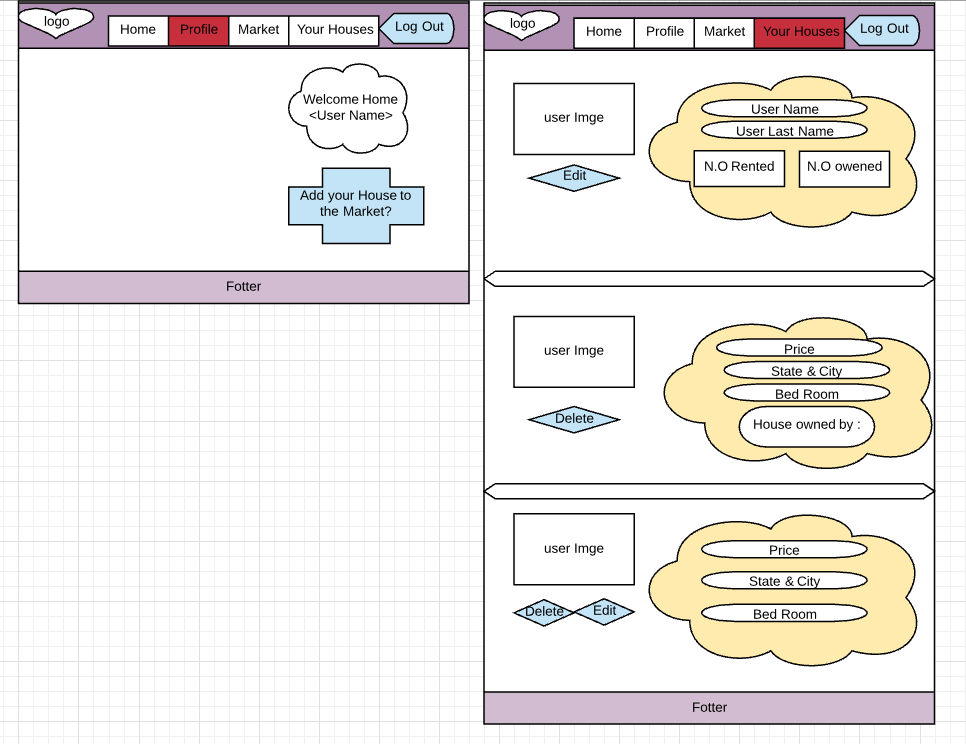 logo
Home
Profile
Market
Your Houses
Log Out
Welcome Home
<User Name>
Add your House to
the Market?
Fotter
logo
Home
Profile
Market
Your Houses
Log Out
user Imge
Edit
User Name
User Last Name
N.O Rented
N.O owened
user Imge
Delete
Price
State & City
Bed Room
House owned by :
user Imge
Delete
Edit
Price
State & City
Bed Room
Fotter